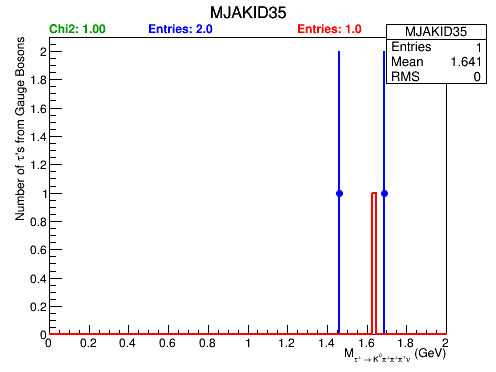 MJAKID35
Chi2: 1.00 Entries: 2.0 Entries: 1.0
MJAKID35
Entries 1
Mean 1.641
RMS 0
Number of τ's from Gauge Bosons
2
1.8
1.6
1.4
1.2
1
0.8
0.6
0.4
0.2
0
0 0.2 0.4 0.6 0.8 1 1.2 1.4 1.6 1.8 2
M (GeV)